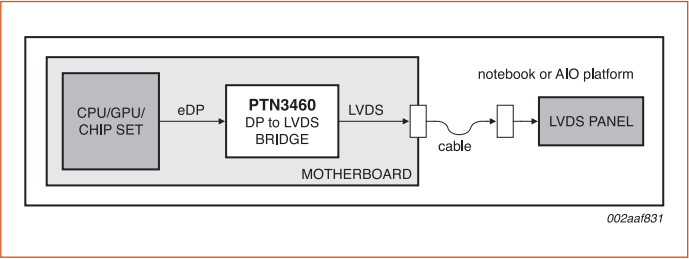 notebook or AIO platform
CPU/GPU/
CHIP SET
eDP
PTN3460
DP to LVDS
BRIDGE
LVDS
cable
LVDS PANEL
MOTHERBOARD
002aaf831